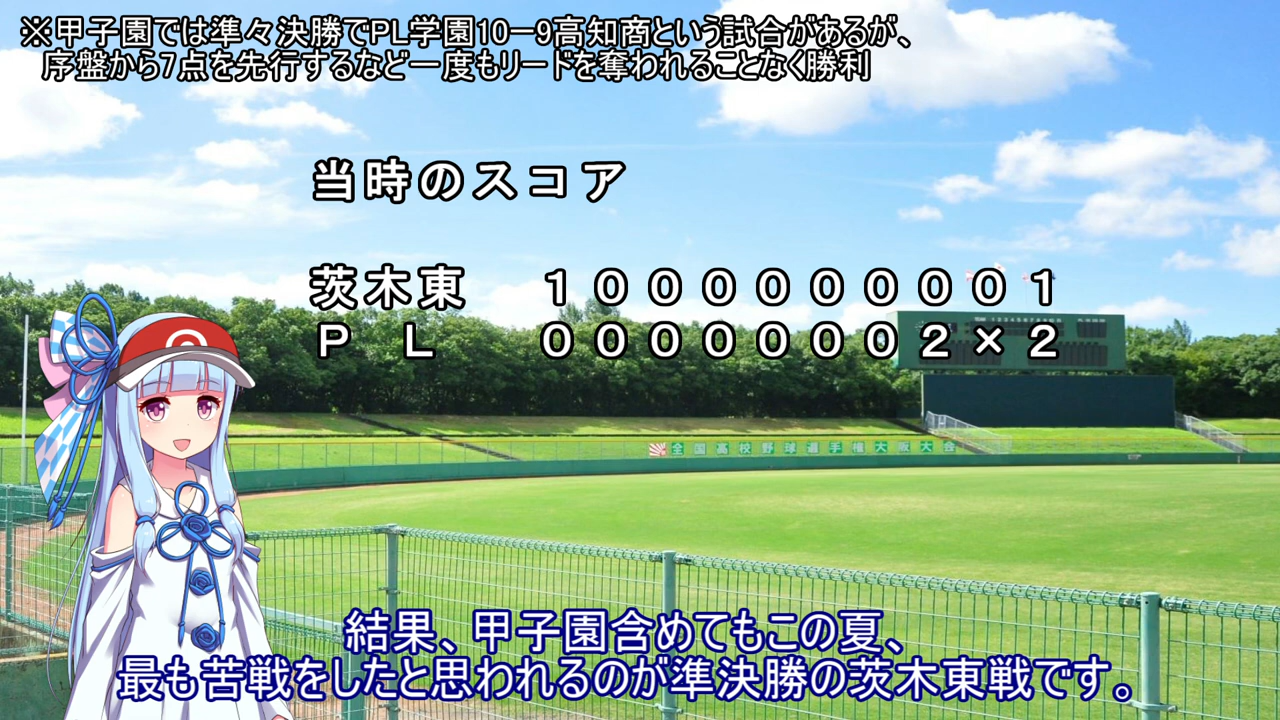 ※甲子園では準々決勝でPL学園10－9高知商という試合があるが、
序盤から7点を先行するなど一度もリードを奪われることなく勝利
当時のスコア
茨木東　１００００００００１
Ｐ　Ｌ　０００００００２×２
全国高校野球選手権大阪大会
結果、甲子園含めてもこの夏、
最も苦戦をしたと思われるのが準決勝の茨木東戦です。